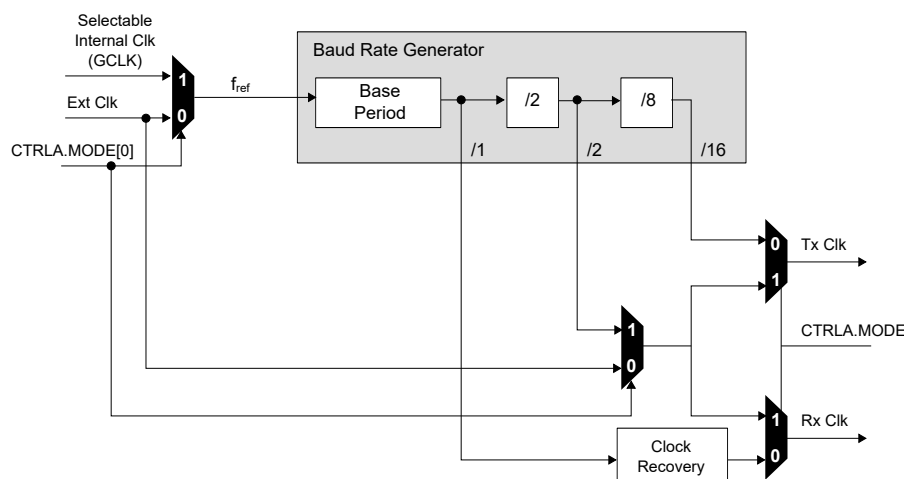 Selectable
Internal Clk
(GCLK)
Baud Rate Generator
1
fref
Base
Period
/2
/8
Ext Clk
0
CTRLA.MODE[0]
/1
/2
/16
0
Tx Clk
1
1
CTRLA.MODE
0
1
Rx Clk
Clock
Recovery
0